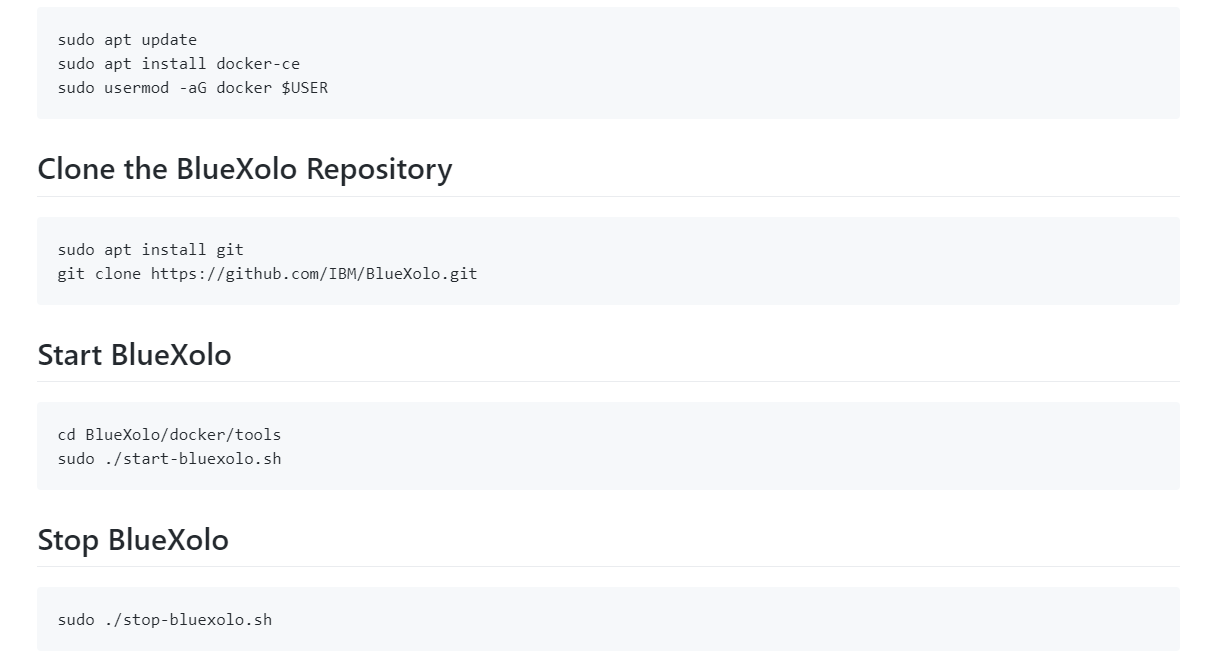 sudo apt update
sudo apt install docker-ce
sudo usermod -aG docker $USER
Clone the BlueXolo Repository
sudo apt install git
git clone https://github.com/IBM/BlueXolo.git
Start BlueXolo
cd BlueXolo/docker/tools
sudo ./start-bluexolo.sh
Stop BlueXolo
sudo ./stop-bluexolo.sh